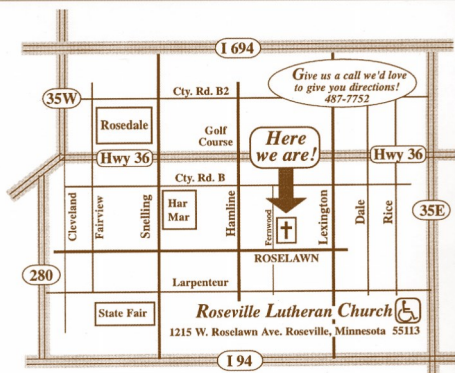 I 694
Give us a call we'd love
to give you directions!
487-7752
35W
Cty. Rd. B2
Rosedale
Golf
Course
Here
we are!
Hwy 36
Hwy 36
Cty. Rd. B
Cleveland
Fairview
Snelling
Har
Mar
Hamline
Fernwood
Lexington
Dale
Rice
35E
ROSELAWN
280
Larpenteur
State Fair
Roseville Lutheran Church
1215 W. Roselawn Ave. Roseville, Minnesota 55113
I 94